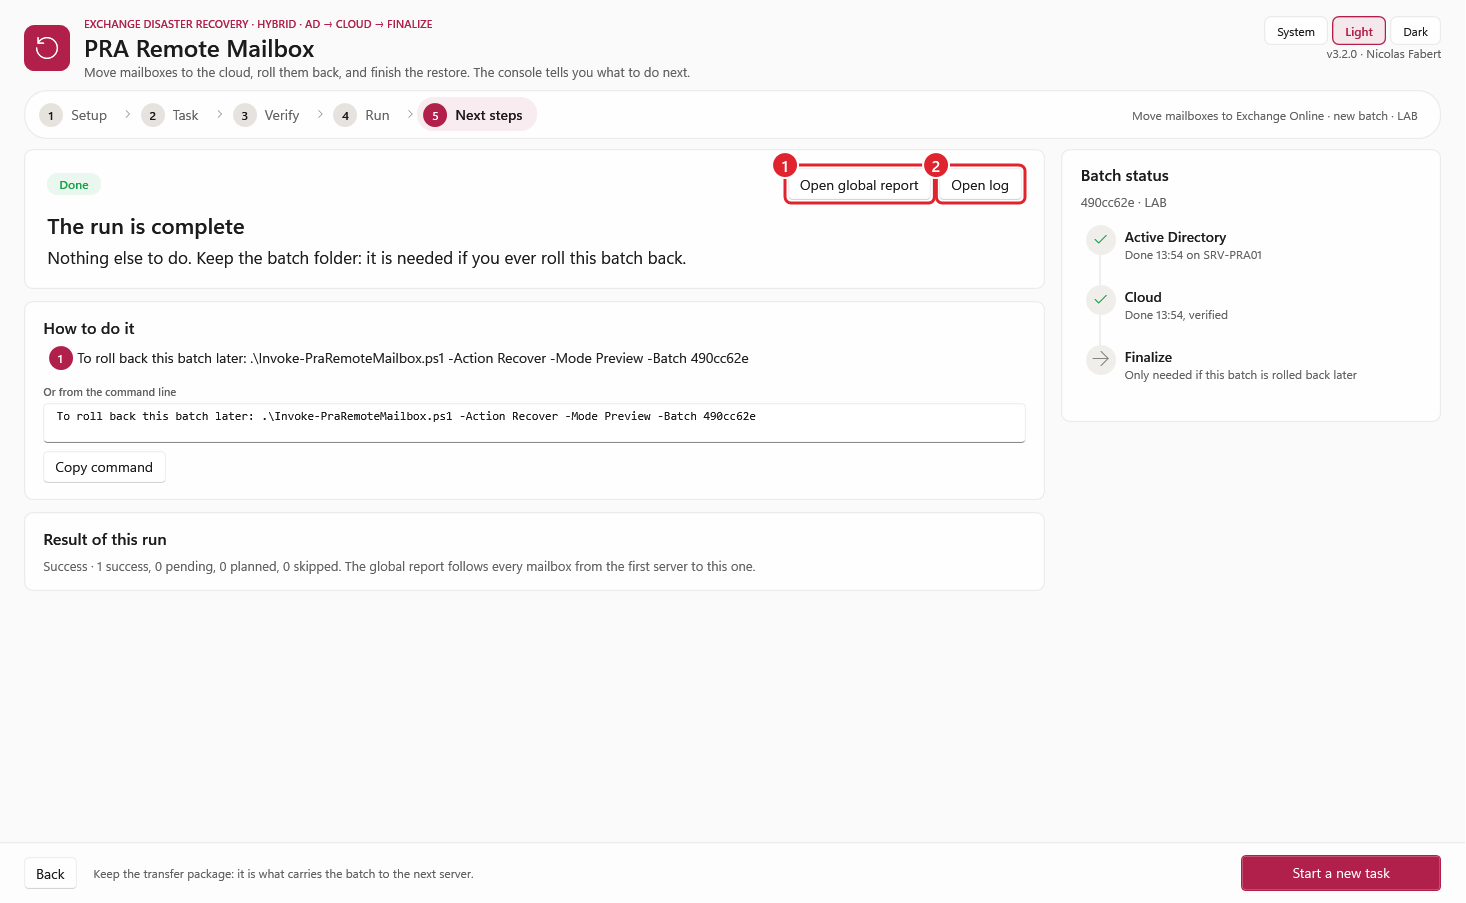 EXCHANGE DISASTER RECOVERY · HYBRID · AD → CLOUD → FINALIZE
PRA Remote Mailbox
Move mailboxes to the cloud, roll them back, and finish the restore. The console tells you what to do next.
System
Light
Dark
v3.2.0 · Nicolas Fabert
1 Setup
2 Task
3 Verify
4 Run
5 Next steps
Move mailboxes to Exchange Online · new batch · LAB
Done
1
Open global report
2
Open log
The run is complete
Nothing else to do. Keep the batch folder: it is needed if you ever roll this batch back.
How to do it
1 To roll back this batch later: .\Invoke-PraRemoteMailbox.ps1 -Action Recover -Mode Preview -Batch 490cc62e
Or from the command line
To roll back this batch later: .\Invoke-PraRemoteMailbox.ps1 -Action Recover -Mode Preview -Batch 490cc62e
Copy command
Result of this run
Success · 1 success, 0 pending, 0 planned, 0 skipped. The global report follows every mailbox from the first server to this one.
Batch status
490cc62e · LAB
Active Directory
Done 13:54 on SRV-PRA01
Cloud
Done 13:54, verified
Finalize
Only needed if this batch is rolled back later
Back
Keep the transfer package: it is what carries the batch to the next server.
Start a new task